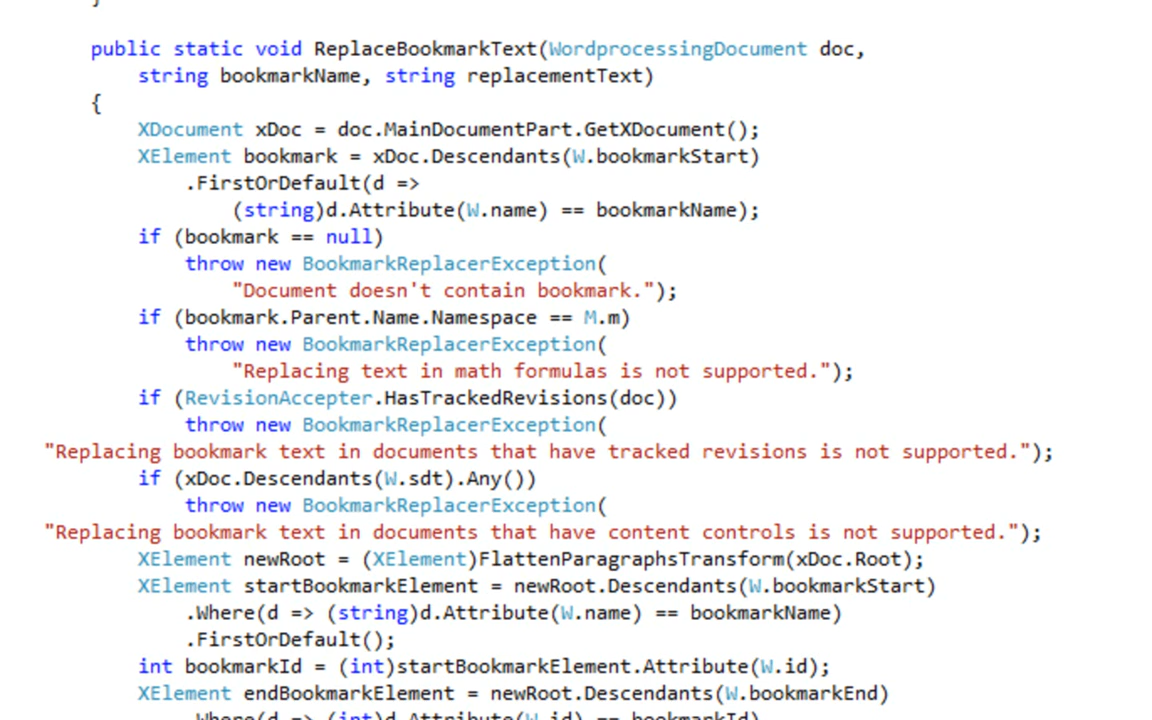 }
public static void ReplaceBookmarkText(WordprocessingDocument doc,
string bookmarkName, string replacementText)
{
XDocument xDoc = doc.MainDocumentPart.GetXDocument();
XElement bookmark = xDoc.Descendants(W.bookmarkStart)
.FirstOrDefault(d =>
(string)d.Attribute(W.name) == bookmarkName);
if (bookmark == null)
throw new BookmarkReplacerException(
"Document doesn't contain bookmark.");
if (bookmark.Parent.Name.Namespace == M.m)
throw new BookmarkReplacerException(
"Replacing text in math formulas is not supported.");
if (RevisionAccepter.HasTrackedRevisions(doc))
throw new BookmarkReplacerException(
"Replacing bookmark text in documents that have tracked revisions is not supported.");
if (xDoc.Descendants(W.sdt).Any())
throw new BookmarkReplacerException(
"Replacing bookmark text in documents that have content controls is not supported.");
XElement newRoot = (XElement)FlattenParagraphsTransform(xDoc.Root);
XElement startBookmarkElement = newRoot.Descendants(W.bookmarkStart)
.Where(d => (string)d.Attribute(W.name) == bookmarkName)
.FirstOrDefault();
int bookmarkId = (int)startBookmarkElement.Attribute(W.id);
XElement endBookmarkElement = newRoot.Descendants(W.bookmarkEnd)
.Where(d => (int)d.Attribute(W.id) == bookmarkId)